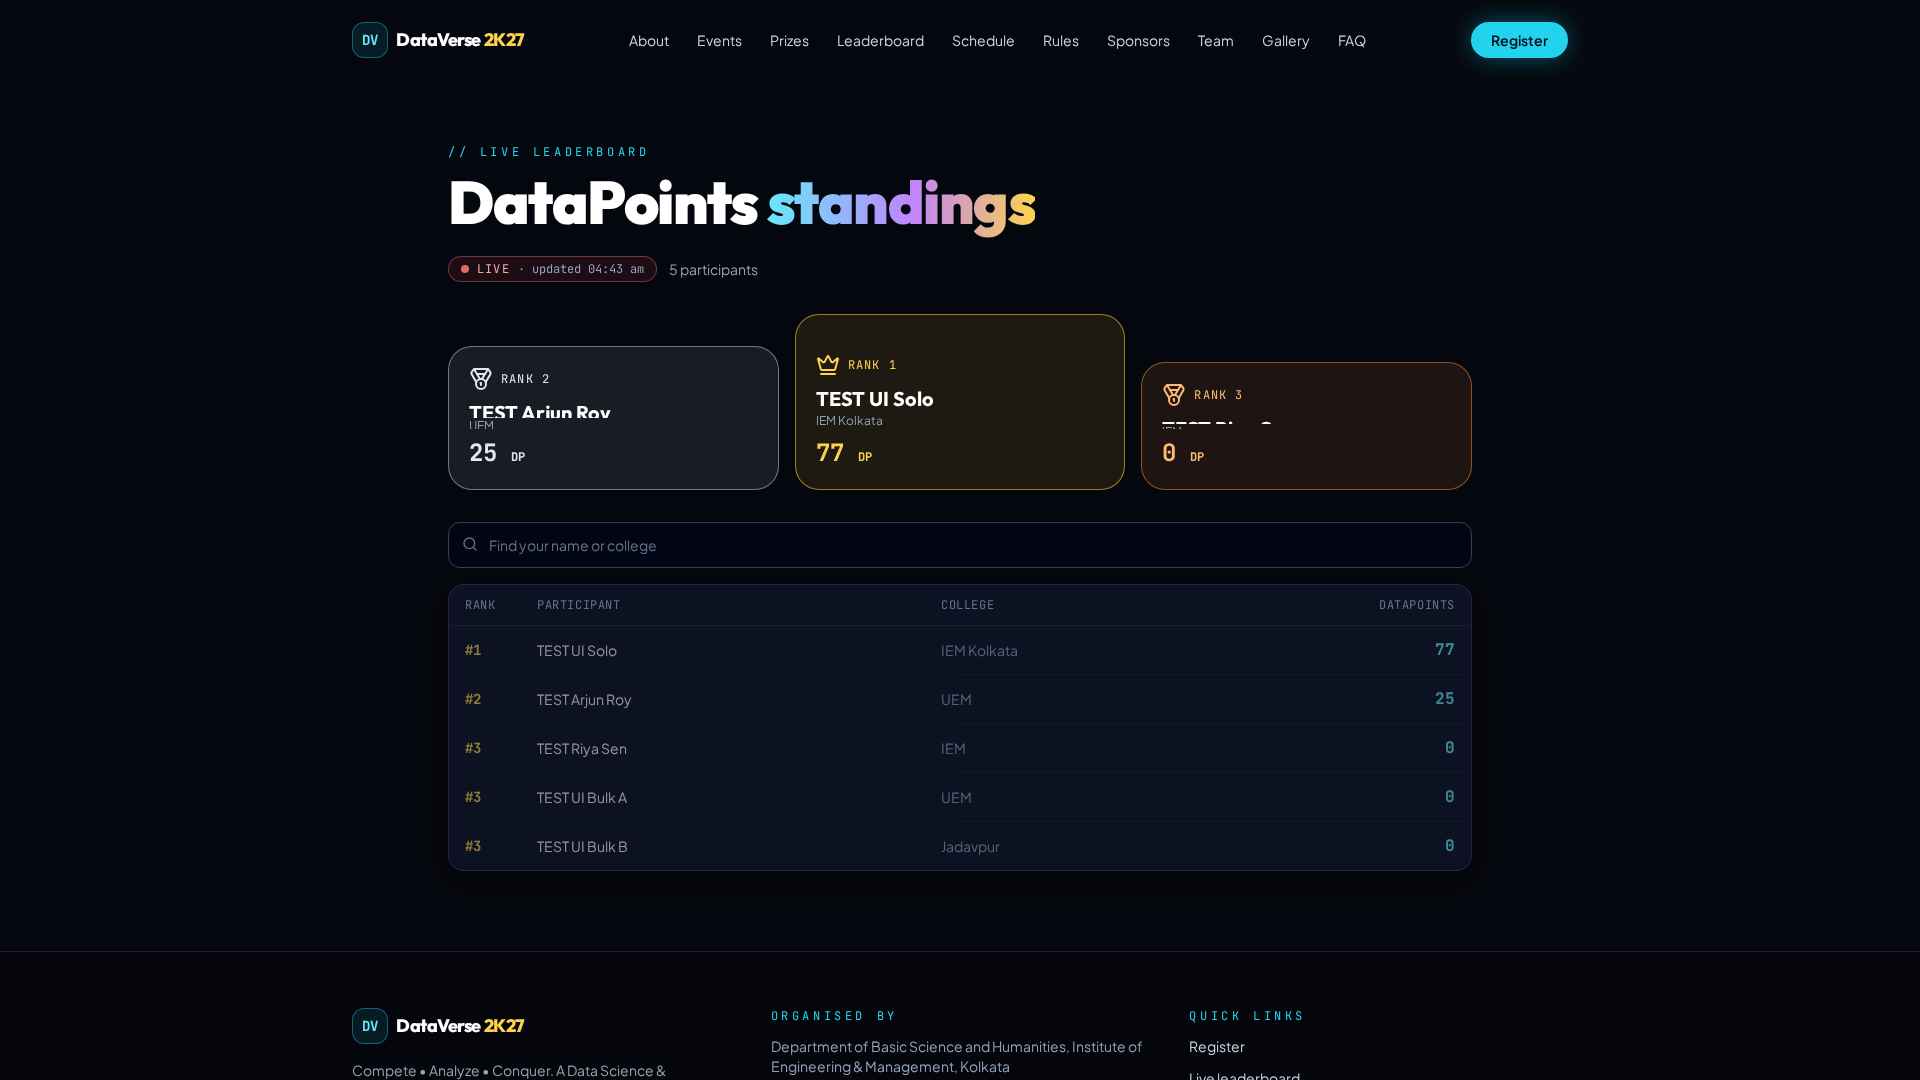 DV DataVerse 2K27 About Events Prizes Leaderboard Schedule Rules Sponsors Team Gallery FAQ Register
// LIVE LEADERBOARD
DataPoints standings
LIVE · updated 04:43 am 5 participants
RANK 2
TEST Arjun Roy
UEM
25 DP
RANK 1
TEST UI Solo
IEM Kolkata
77 DP
RANK 3
0 DP
Find your name or college
RANK PARTICIPANT COLLEGE DATAPOINTS
#1 TEST UI Solo IEM Kolkata 77
#2 TEST Arjun Roy UEM 25
#3 TEST Riya Sen IEM 0
#3 TEST UI Bulk A UEM 0
#3 TEST UI Bulk B Jadavpur 0
DV DataVerse 2K27
Compete • Analyze • Conquer. A Data Science &
ORGANISED BY
Department of Basic Science and Humanities, Institute of
Engineering & Management, Kolkata
QUICK LINKS
Register
Live leaderboard